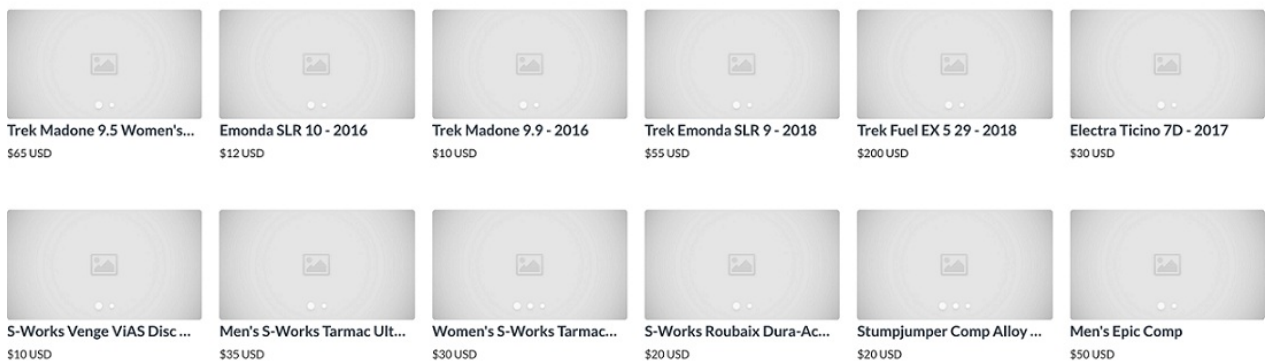 Trek Madone 9.5 Women's...
Emonda SLR 10 - 2016
Trek Madone 9.9 - 2016
Trek Emonda SLR 9 - 2018
Trek Fuel EX 5 29 - 2018
Electra Ticino 7D - 2017
$65 USD
$12 USD
$10 USD
$55 USD
$200 USD
$30 USD
S-Works Venge ViAS Disc ...
Men's S-Works Tarmac Ult...
Women's S-Works Tarmac...
S-Works Roubaix Dura-Ac...
Stumpjumper Comp Alloy ...
Men's Epic Comp
$10 USD
$35 USD
$30 USD
$20 USD
$20 USD
$50 USD